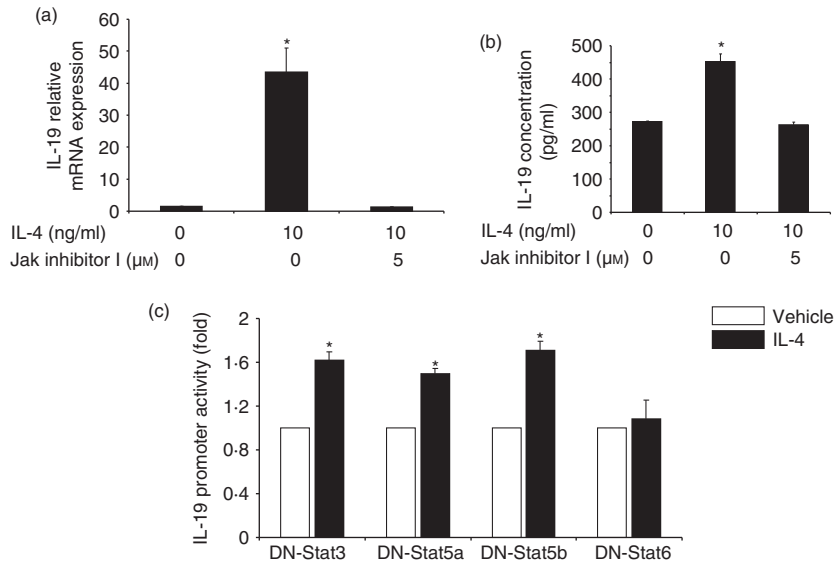 (a)
IL-19 relative
mRNA expression
60
50
40
30
20
10
0
*
IL-4 (ng/ml) 0 10 10
Jak inhibitor I (μM) 0 0 5
(b)
IL-19 concentration
(pg/ml)
500
400
300
200
100
0
*
IL-4 (ng/ml) 0 10 10
Jak inhibitor I (μM) 0 0 5
(c)
IL-19 promoter activity (fold)
2
1·6
1·2
0·8
0·4
0
* * *
DN-Stat3 DN-Stat5a DN-Stat5b DN-Stat6
Vehicle
IL-4